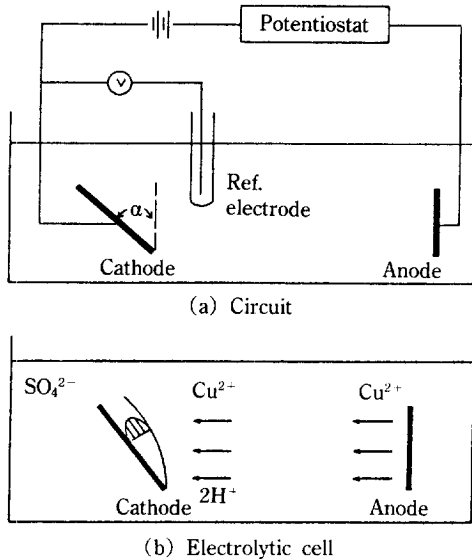 Potentiostat
V
Ref.
electrode
α
Cathode
Anode
(a) Circuit
SO₄²⁻
Cu²⁺
Cu²⁺
2H⁺
Cathode
Anode
(b) Electrolytic cell